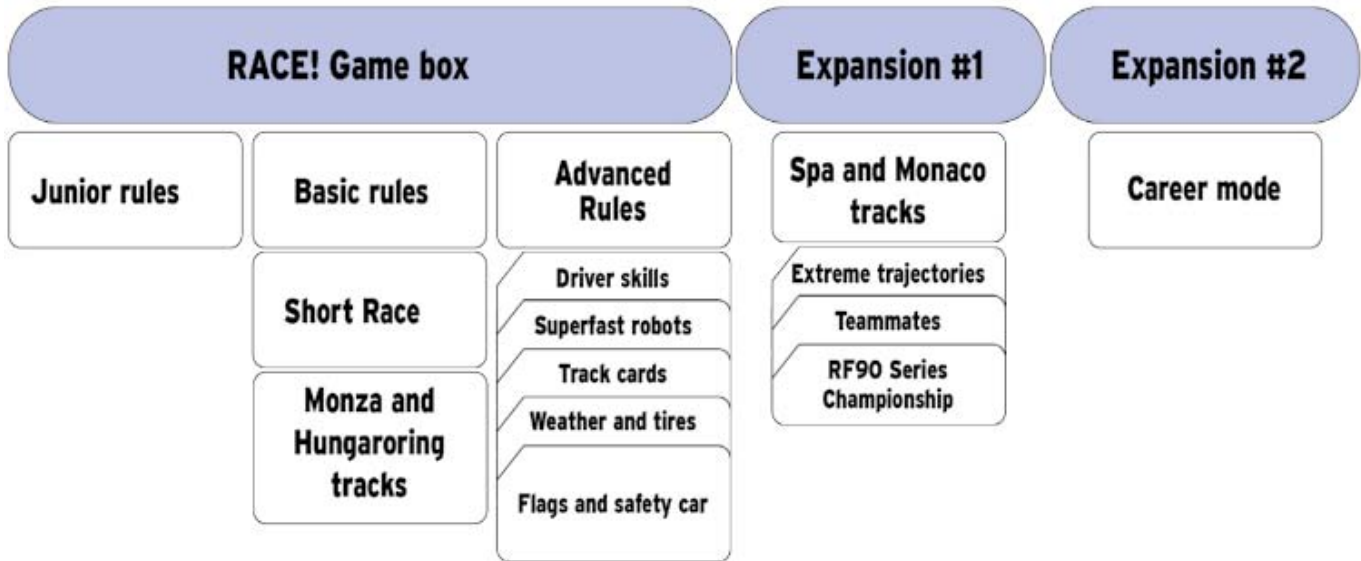 RACE! Game box
Expansion #1
Expansion #2
Junior rules
Basic rules
Short Race
Monza and
Hungaroring
tracks
Advanced
Rules
Driver skills
Superfast robots
Track cards
Weather and tires
Flags and safety car
Spa and Monaco
tracks
Extreme trajectories
Teammates
RF90 Series
Championship
Career mode